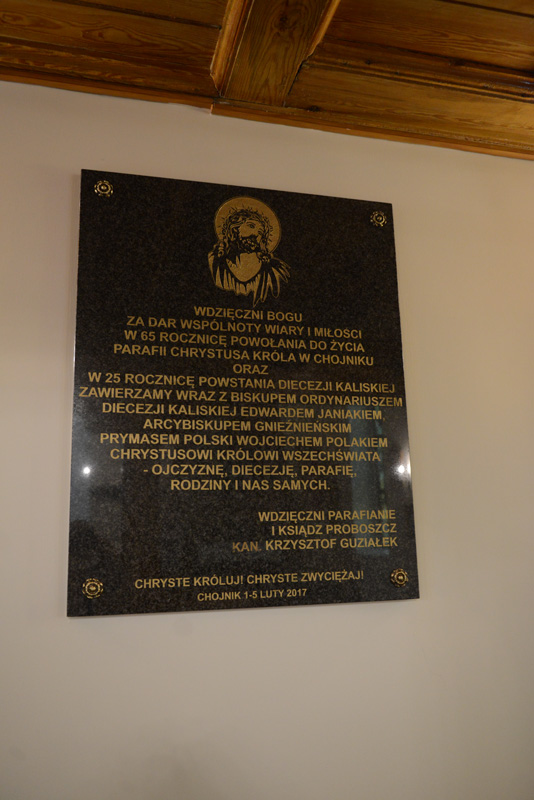 WDZIĘCZNI BOGU
ZA DAR WSPÓLNOTY WIARY I MIŁOŚCI
W 65 ROCZNICĘ POWOŁANIA DO ŻYCIA
PARAFII CHRYSTUSA KRÓLA W CHOJNIKU
ORAZ
W 25 ROCZNICĘ POWSTANIA DIECEZJI KALISKIEJ
ZAWIERZAMY WRAZ Z BISKUPEM ORDYNARIUSZEM
DIECEZJI KALISKIEJ EDWARDEM JANIAKIEM,
ARCYBISKUPEM GNIEŹNIEŃSKIM
PRYMASEM POLSKI WOJCIECHEM POLAKIEM
CHRYSTUSOWI KRÓLOWI WSZECHŚWIATA
- OJCZYZNĘ, DIECEZJĘ, PARAFIĘ,
RODZINY I NAS SAMYCH.
WDZIĘCZNI PARAFIANIE
I KSIĄDZ PROBOSZCZ
KAN. KRZYSZTOF GUZIAŁEK
CHRYSTE KRÓLUJ! CHRYSTE ZWYCIĘŻAJ!
CHOJNIK 1-5 LUTY 2017